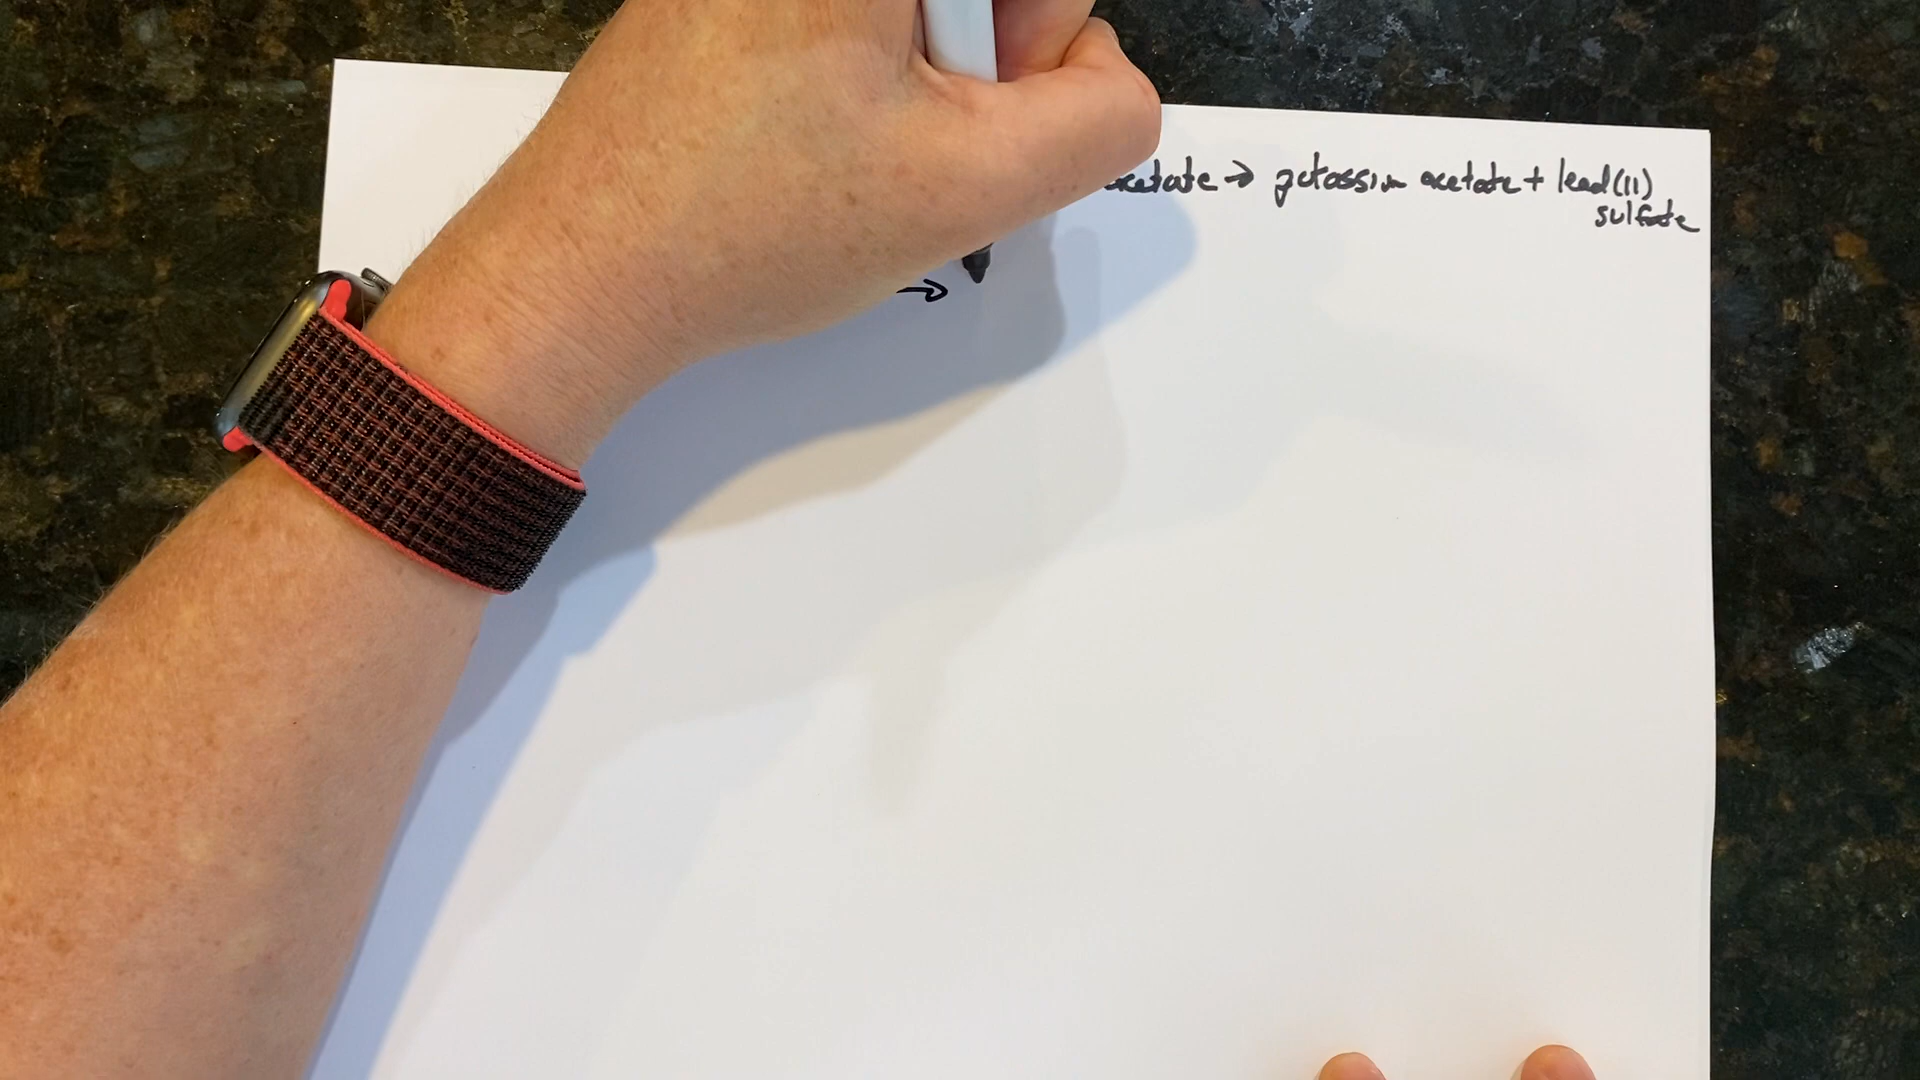 acetate → potassium acetate + lead(II)
sulfate
→